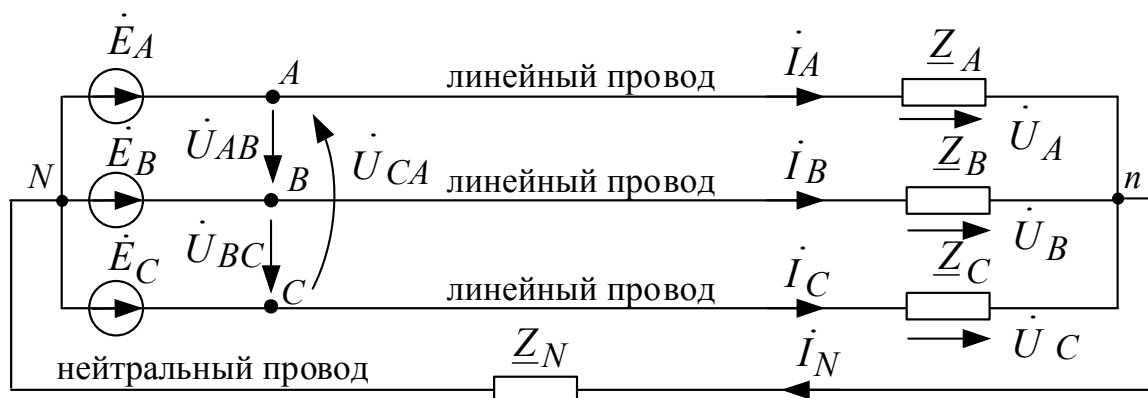 Ė_A
A
линейный провод
İ_A
Z_A
U̇_AB
U̇_A
Ė_B
U̇_CA
N
B
линейный провод
İ_B
Z_B
n
U̇_BC
U̇_B
Ė_C
C
линейный провод
İ_C
Z_C
U̇_C
нейтральный провод
Z_N
İ_N